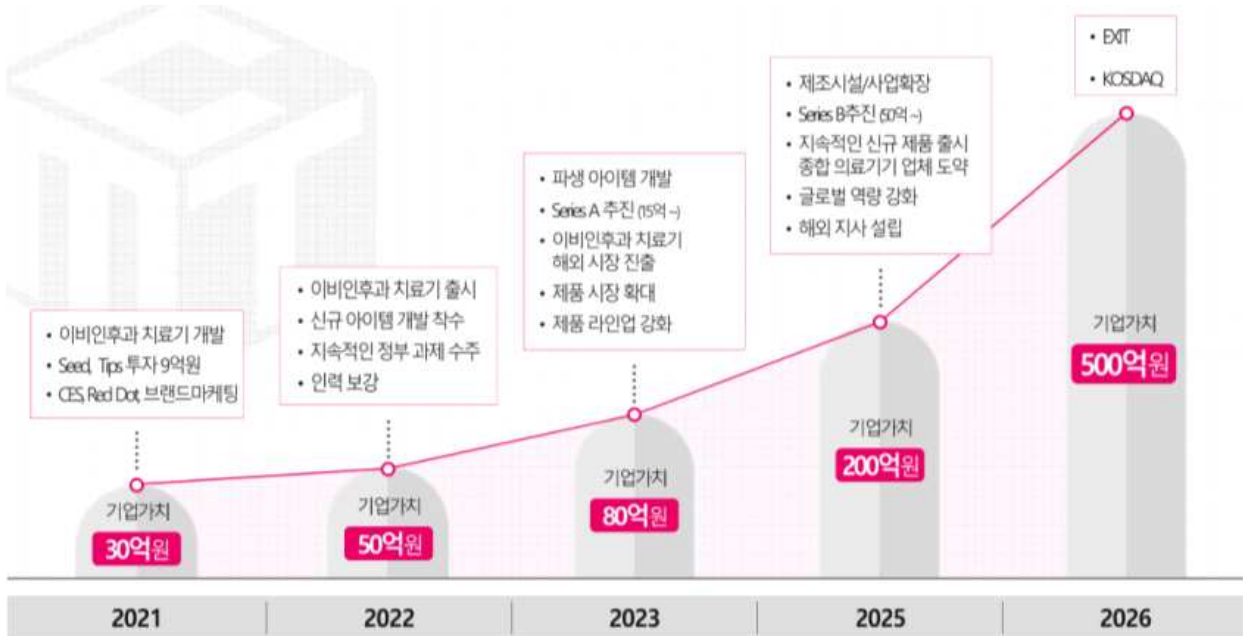 • 이비인후과 치료기 개발
• Seed, Tips 투자 9억원
• CES, Red Dot, 브랜드마케팅
기업가치
30억원
2021
• 이비인후과 치료기 출시
• 신규 아이템 개발 착수
• 지속적인 정부 과제 수주
• 인력 보강
기업가치
50억원
2022
• 파생 아이템 개발
• Series A 추진 (15억 ~)
• 이비인후과 치료기
해외 시장 진출
• 제품 시장 확대
• 제품 라인업 강화
기업가치
80억원
2023
• 제조시설/사업확장
• Series B추진 (50억 ~)
• 지속적인 신규 제품 출시
종합 의료기기 업체 도약
• 글로벌 역량 강화
• 해외 지사 설립
기업가치
200억원
2025
• EXIT
• KOSDAQ
기업가치
500억원
2026